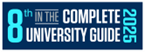 8th IN THE COMPLETE
UNIVERSITY GUIDE
2025